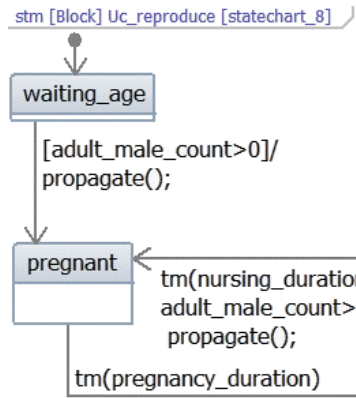 stm [Block] Uc_reproduce [statechart_8]
waiting_age
[adult_male_count>0]/
propagate();
pregnant
tm(nursing_duration
adult_male_count>
propagate();
tm(pregnancy_duration)